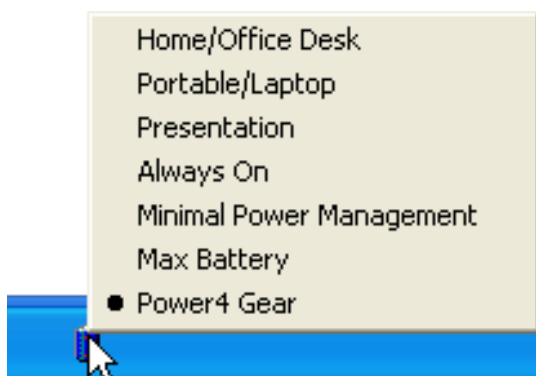 Home/Office Desk
Portable/Laptop
Presentation
Always On
Minimal Power Management
Max Battery
Power4 Gear